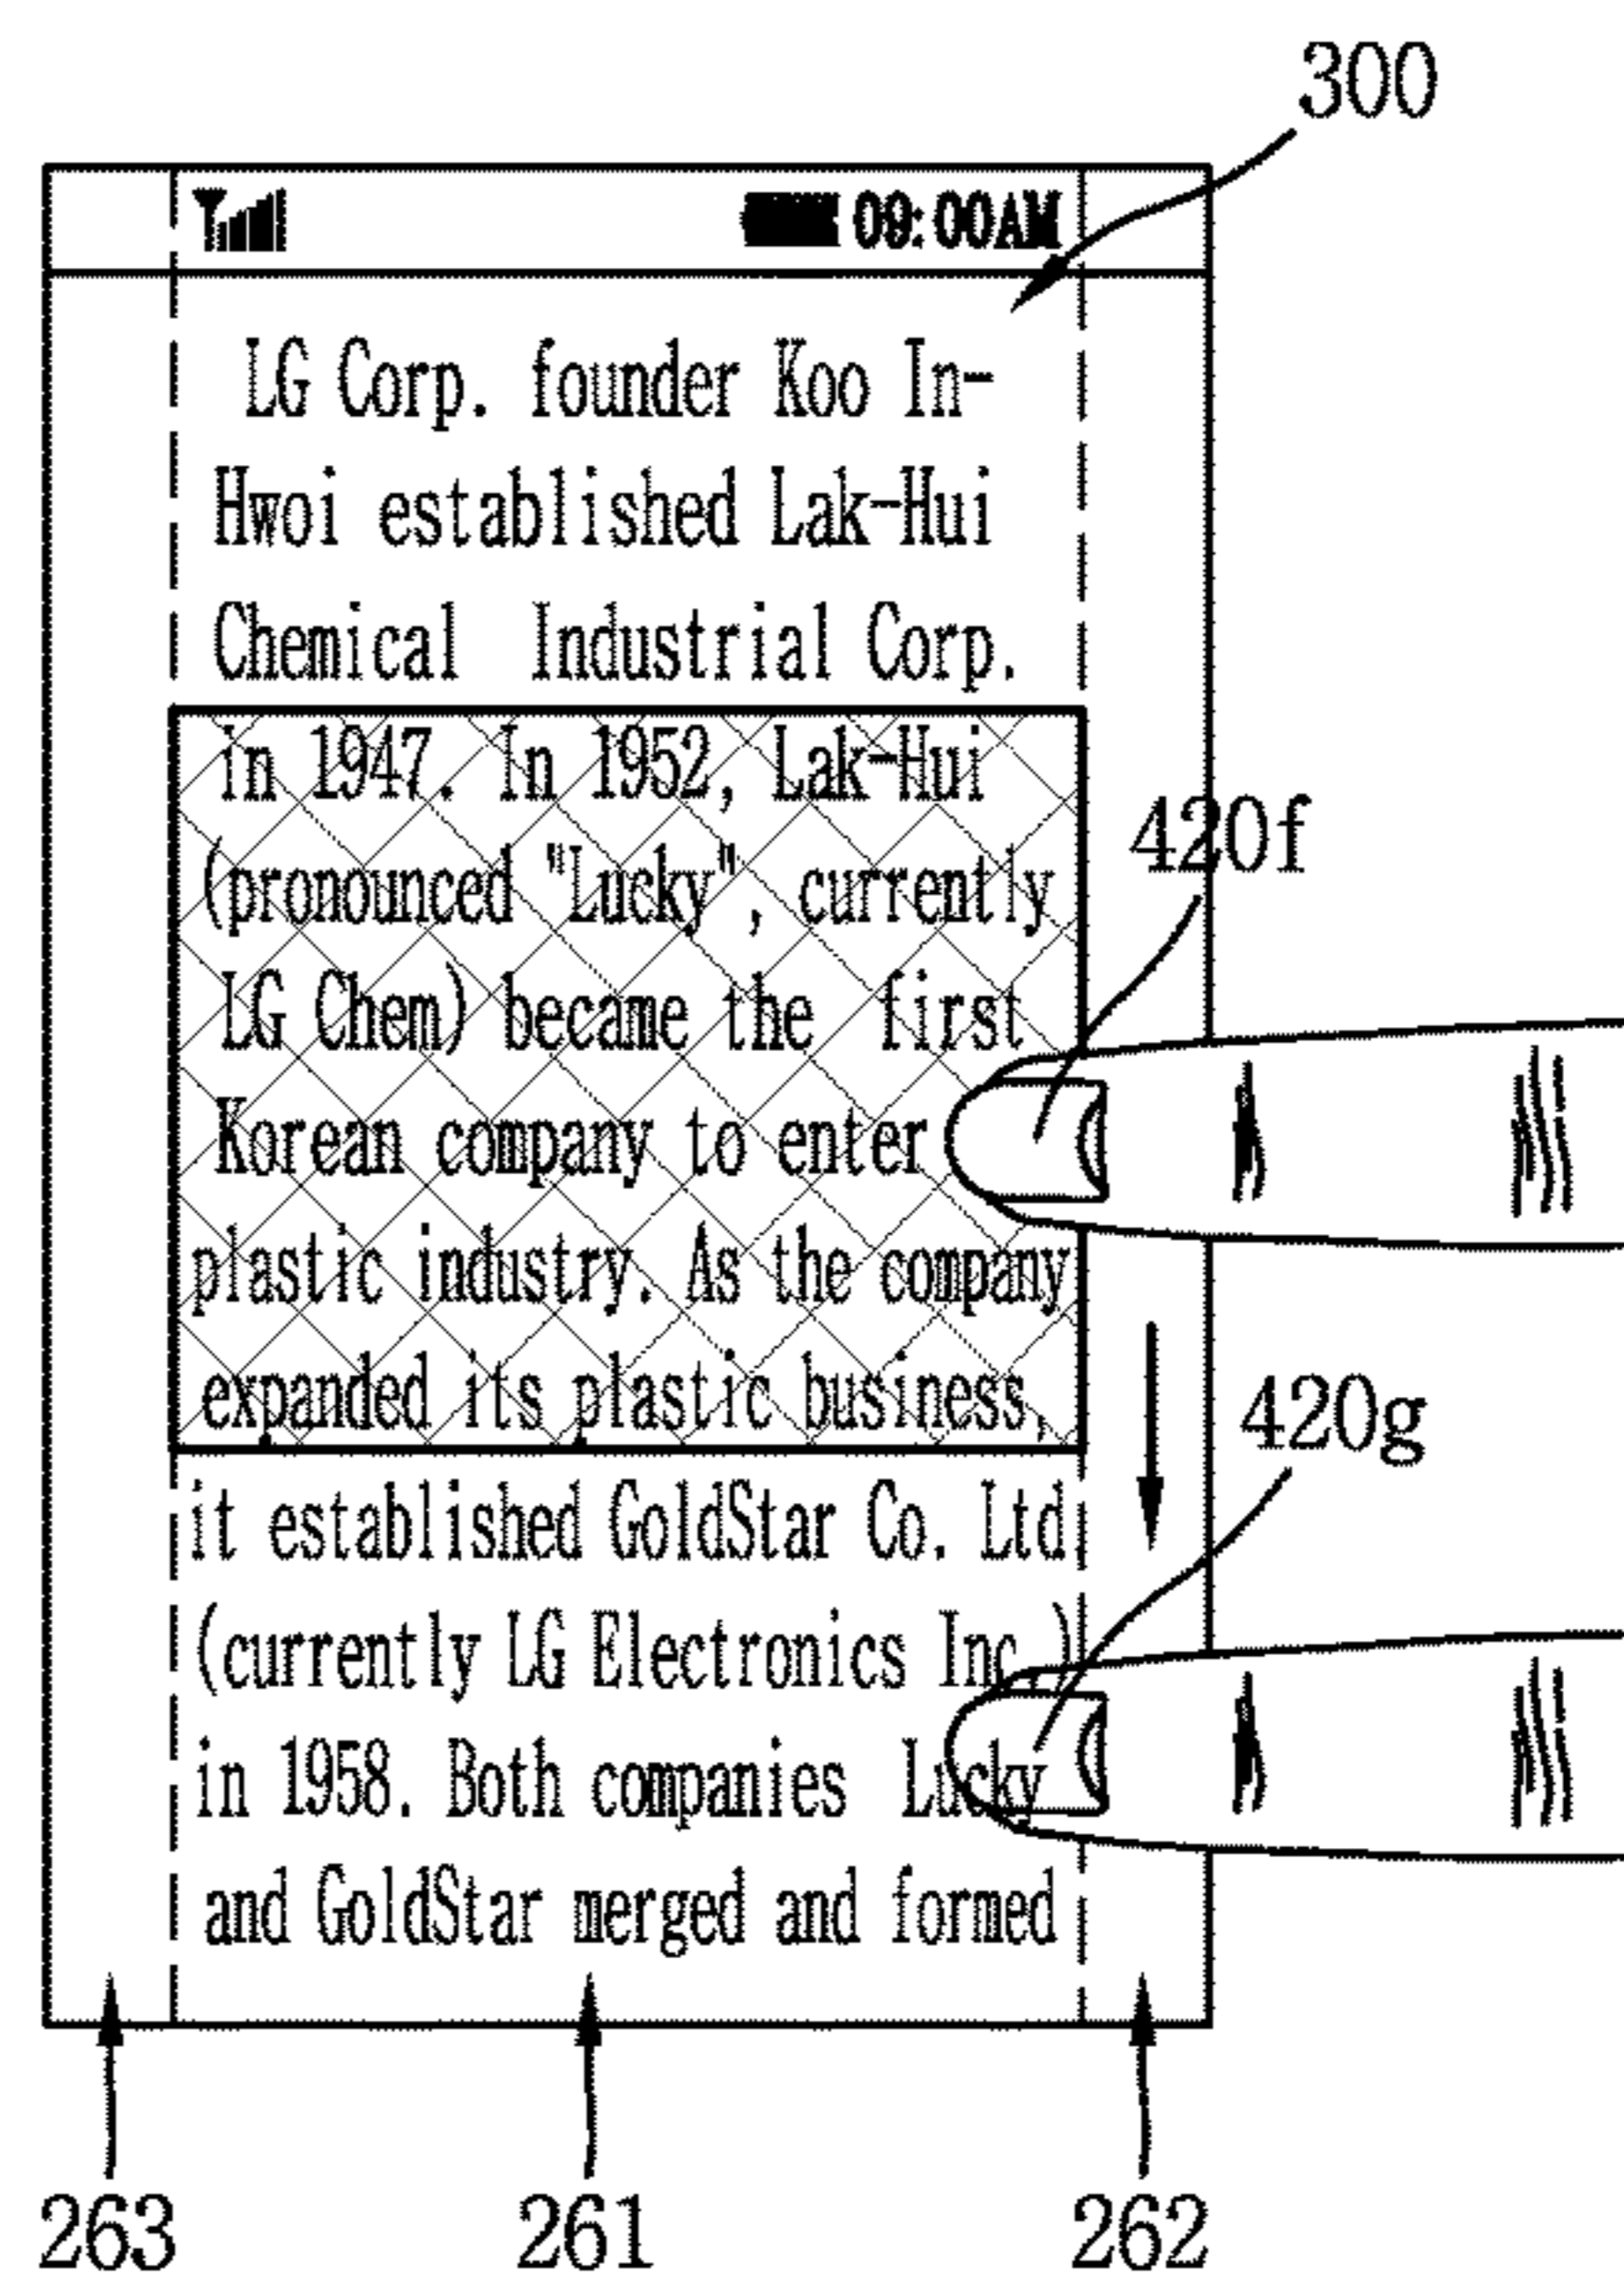 300
09:00AM
LG Corp. founder Koo In-
Hwoi established Lak-Hui
Chemical Industrial Corp.
in 1947. In 1952, Lak-Hui
(pronounced "Lucky", currently
LG Chem) became the first
Korean company to enter
plastic industry. As the company
expanded its plastic business,
it established GoldStar Co. Ltd
(currently LG Electronics Inc.)
in 1958. Both companies Lucky
and GoldStar merged and formed
420f
420g
263
261
262